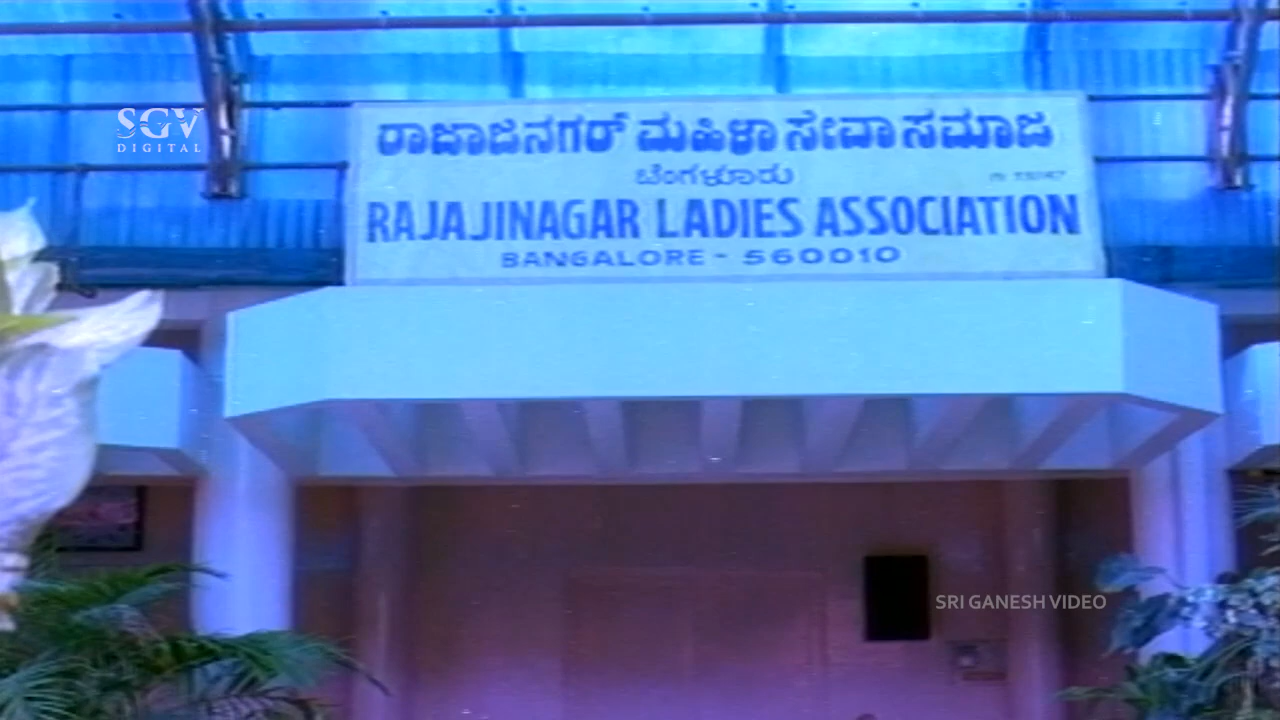 SGV
DIGITAL
ರಾಜಾಜಿನಗರ್ ಮಹಿಳಾ ಸೇವಾ ಸಮಾಜ
ಬೆಂಗಳೂರು
RAJAJINAGAR LADIES ASSOCIATION
BANGALORE - 560010
SRI GANESH VIDEO